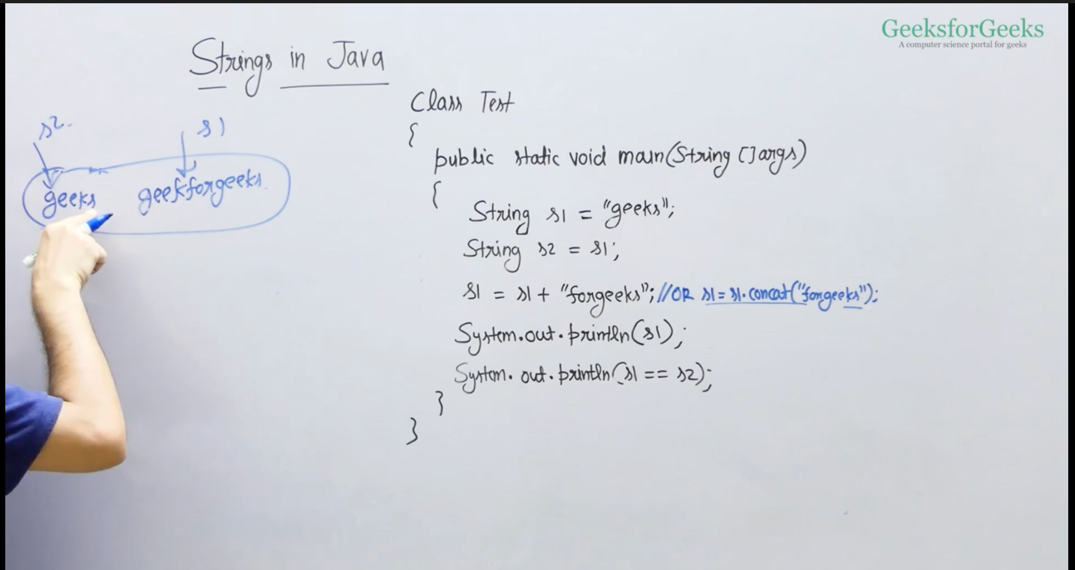 GeeksforGeeks
A computer science portal for geeks
Strings in Java
s2
s1
geeks geekforgeeks
Class Test
{
public static void main(String []args)
{
String s1 = "geeks";
String s2 = s1;
s1 = s1 + "forgeeks"; //OR s1 = s1.concat("forgeeks");
System.out.println(s1);
System.out.println(s1 == s2);
}
}